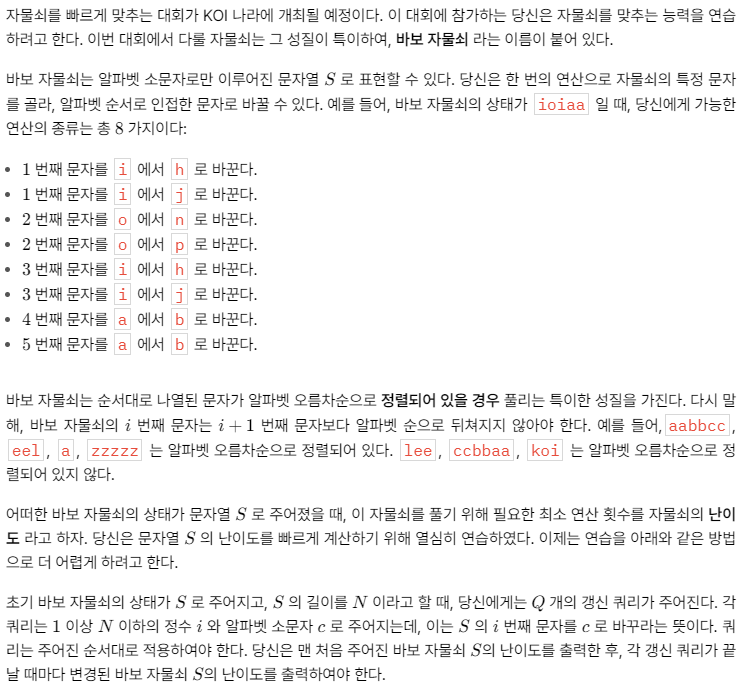 자물쇠를 빠르게 맞추는 대회가 KOI 나라에 개최될 예정이다. 이 대회에 참가하는 당신은 자물쇠를 맞추는 능력을 연습
하려고 한다. 이번 대회에서 다룰 자물쇠는 그 성질이 특이하여, 바보 자물쇠 라는 이름이 붙어 있다.
바보 자물쇠는 알파벳 소문자로만 이루어진 문자열 S 로 표현할 수 있다. 당신은 한 번의 연산으로 자물쇠의 특정 문자
를 골라, 알파벳 순서로 인접한 문자로 바꿀 수 있다. 예를 들어, 바보 자물쇠의 상태가 ioiaa 일 때, 당신에게 가능한
연산의 종류는 총 8 가지이다:
• 1 번째 문자를 i 에서 h 로 바꾼다.
• 1 번째 문자를 i 에서 j 로 바꾼다.
• 2 번째 문자를 o 에서 n 로 바꾼다.
• 2 번째 문자를 o 에서 p 로 바꾼다.
• 3 번째 문자를 i 에서 h 로 바꾼다.
• 3 번째 문자를 i 에서 j 로 바꾼다.
• 4 번째 문자를 a 에서 b 로 바꾼다.
• 5 번째 문자를 a 에서 b 로 바꾼다.
바보 자물쇠는 순서대로 나열된 문자가 알파벳 오름차순으로 정렬되어 있을 경우 풀리는 특이한 성질을 가진다. 다시 말
해, 바보 자물쇠의 i 번째 문자는 i + 1 번째 문자보다 알파벳 순으로 뒤쳐지지 않아야 한다. 예를 들어, aabbcc ,
eel , a , zzzzz 는 알파벳 오름차순으로 정렬되어 있다. lee , ccbbaa , koi 는 알파벳 오름차순으로 정
렬되어 있지 않다.
어떠한 바보 자물쇠의 상태가 문자열 S 로 주어졌을 때, 이 자물쇠를 풀기 위해 필요한 최소 연산 횟수를 자물쇠의 난이
도 라고 하자. 당신은 문자열 S 의 난이도를 빠르게 계산하기 위해 열심히 연습하였다. 이제는 연습을 아래와 같은 방법
으로 더 어렵게 하려고 한다.
초기 바보 자물쇠의 상태가 S 로 주어지고, S 의 길이를 N 이라고 할 때, 당신에게는 Q 개의 갱신 쿼리가 주어진다. 각
쿼리는 1 이상 N 이하의 정수 i 와 알파벳 소문자 c 로 주어지는데, 이는 S 의 i 번째 문자를 c 로 바꾸라는 뜻이다. 쿼
리는 주어진 순서대로 적용하여야 한다. 당신은 맨 처음 주어진 바보 자물쇠 S의 난이도를 출력한 후, 각 갱신 쿼리가 끝
날 때마다 변경된 바보 자물쇠 S의 난이도를 출력하여야 한다.